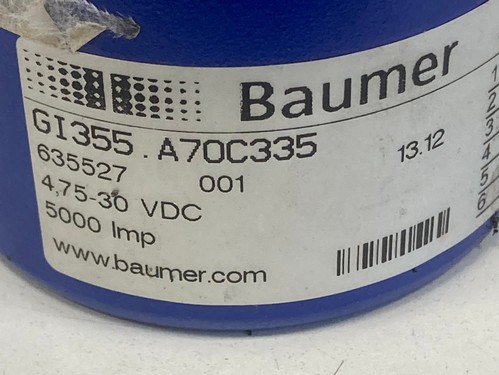 Baumer
GI355.A70C335
635527 001 13.12
4,75-30 VDC
5000 Imp
www.baumer.com
1
2
3
4
5
6